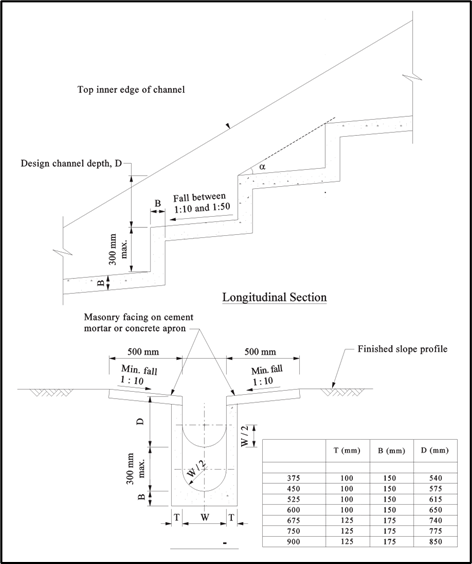 Top inner edge of channel
Design channel depth, D
α
B
Fall between
1:10 and 1:50
300 mm
max.
B
Longitudinal Section
Masonry facing on cement
mortar or concrete apron
500 mm
500 mm
Finished slope profile
Min. fall
1 : 10
Min. fall
1 : 10
D
W / 2
300 mm
max.
W / 2
B
T W T
T (mm) B (mm) D (mm)
375 100 150 540
450 100 150 575
525 100 150 615
600 100 150 650
675 125 175 740
750 125 175 775
900 125 175 850